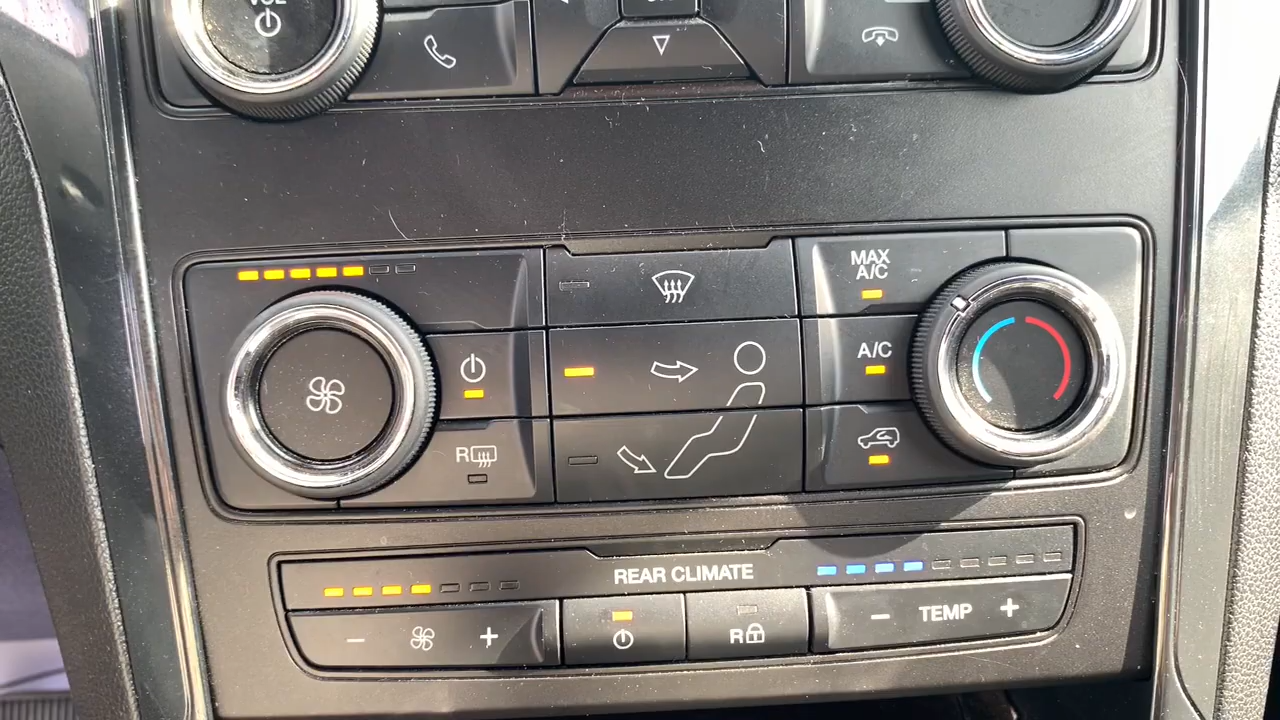 VOL
MAX
A/C
A/C
R
REAR CLIMATE
- + - TEMP +
R